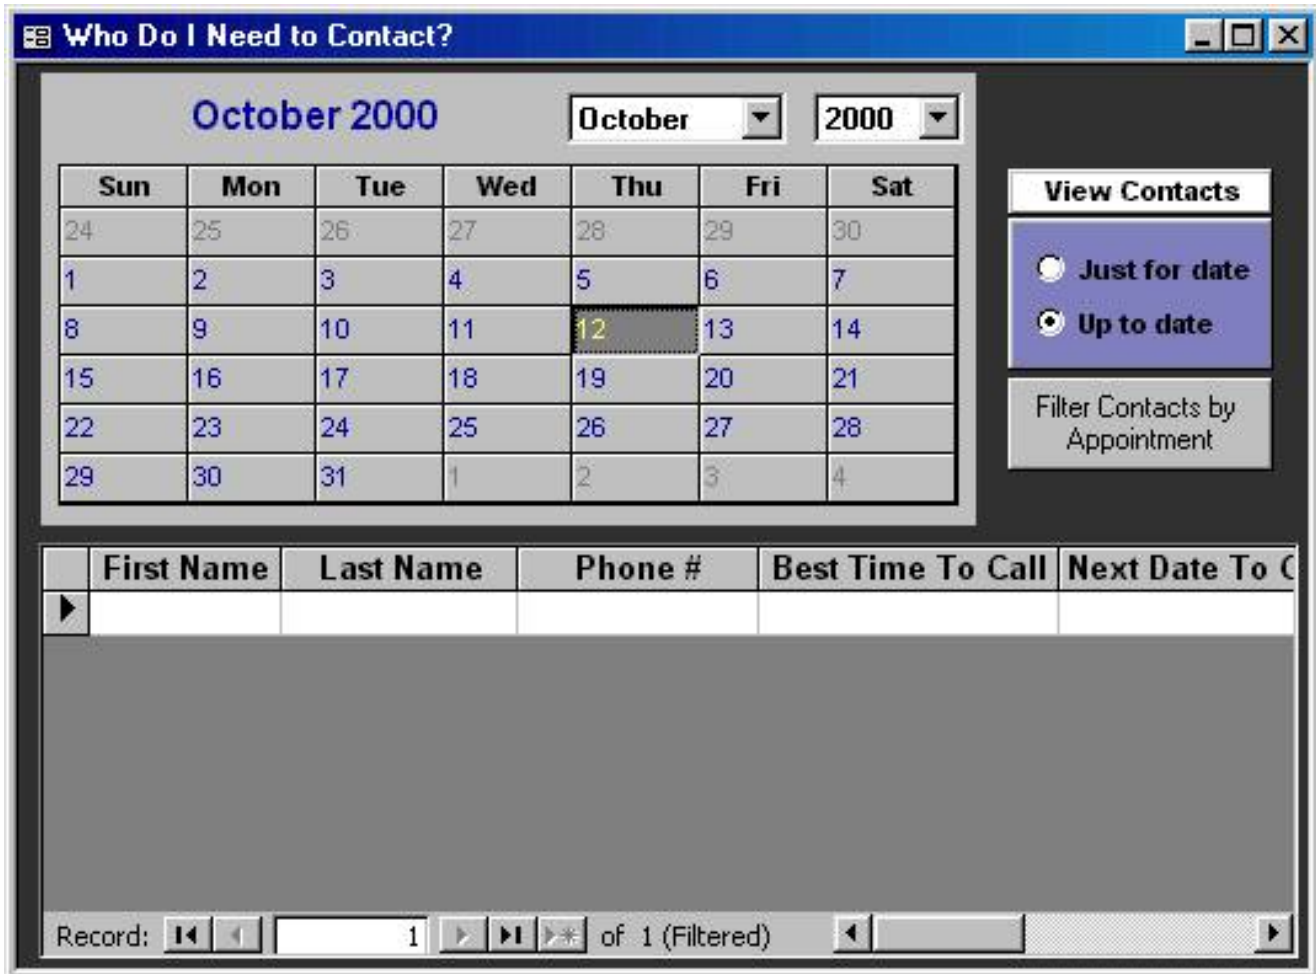 Who Do I Need to Contact?
October 2000 October 2000
Sun Mon Tue Wed Thu Fri Sat
24 25 26 27 28 29 30
1 2 3 4 5 6 7
8 9 10 11 12 13 14
15 16 17 18 19 20 21
22 23 24 25 26 27 28
29 30 31 1 2 3 4
View Contacts
Just for date
Up to date
Filter Contacts by
Appointment
First Name Last Name Phone # Best Time To Call Next Date To C
Record: 1 of 1 (Filtered)